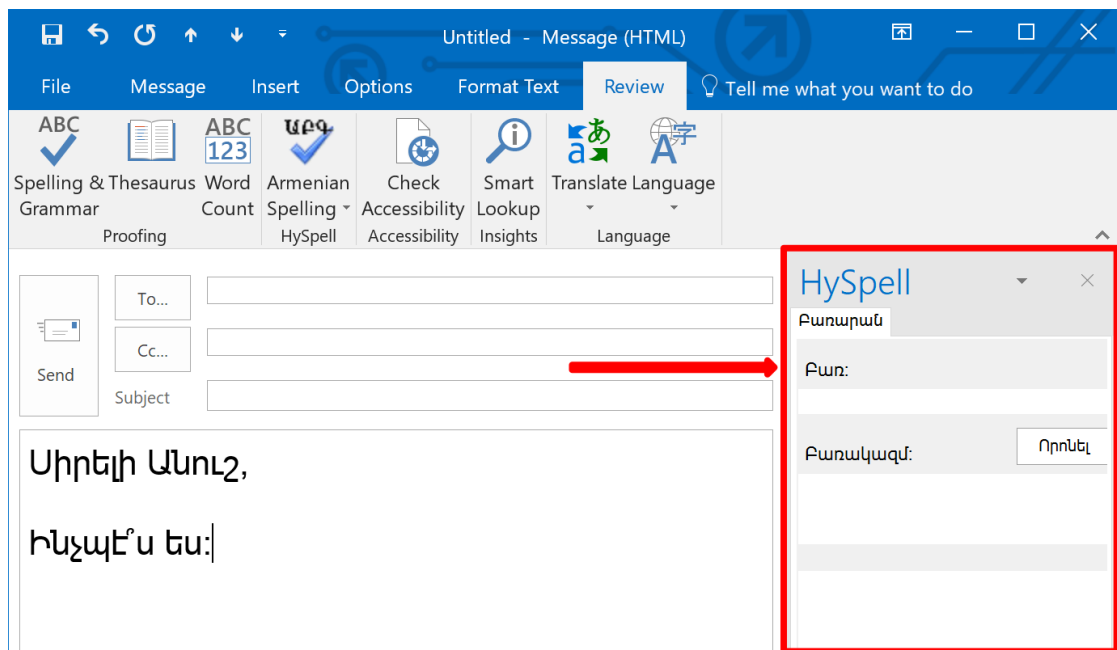 Untitled - Message (HTML)
File Message Insert Options Format Text Review Tell me what you want to do
ABC ABC 123 ԱԲԳ
Spelling & Grammar Thesaurus Word Count Armenian Spelling Check Accessibility Smart Lookup Translate Language
Proofing HySpell Accessibility Insights Language
To...
Cc...
Send
Subject
Սիրելի Անուշ,
Ինչպէ՞ս ես։
HySpell
Բառարան
Բառ։
Բառակազմ։
Որոնել